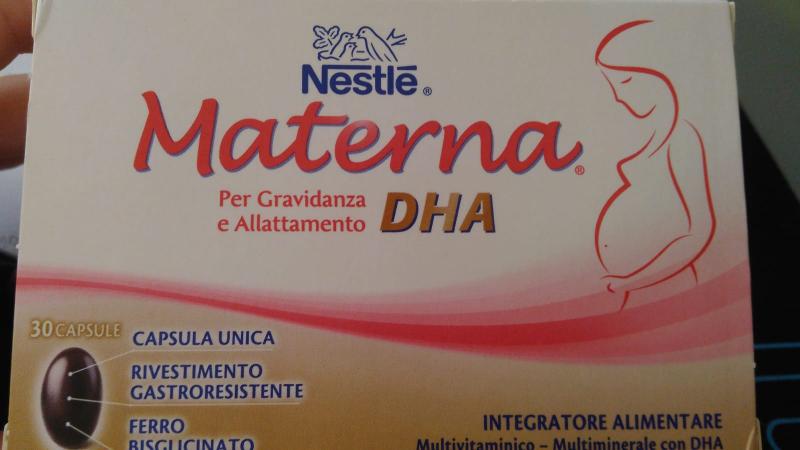 Nestlé®
Materna®
Per Gravidanza
e Allattamento
DHA
30 CAPSULE
CAPSULA UNICA
RIVESTIMENTO
GASTRORESISTENTE
FERRO
BISGLICINATO
INTEGRATORE ALIMENTARE
Multivitaminico – Multiminerale con DHA